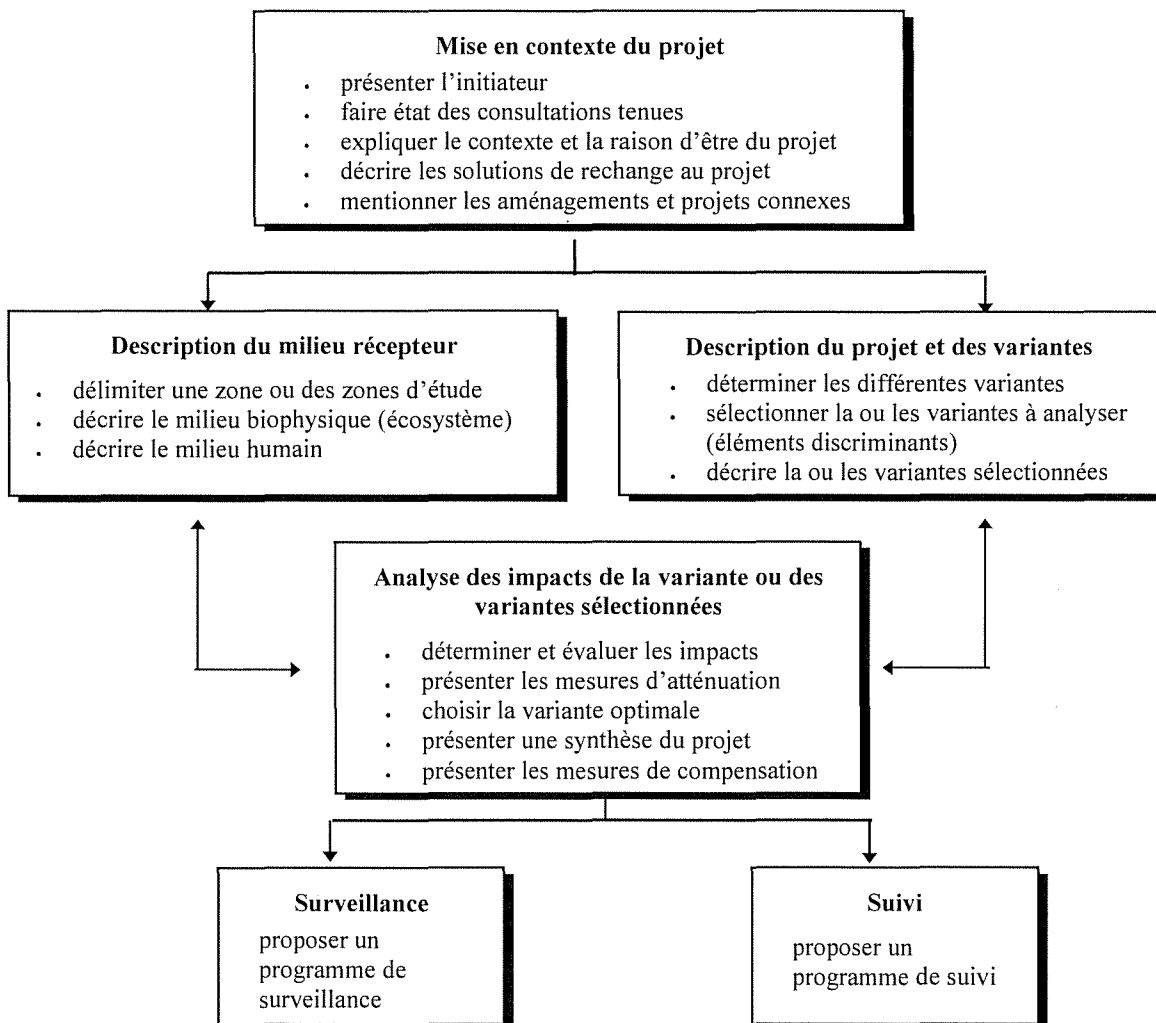 Mise en contexte du projet
· présenter l'initiateur
· faire état des consultations tenues
· expliquer le contexte et la raison d'être du projet
· décrire les solutions de rechange au projet
· mentionner les aménagements et projets connexes
Description du milieu récepteur
· délimiter une zone ou des zones d'étude
· décrire le milieu biophysique (écosystème)
· décrire le milieu humain
Description du projet et des variantes
· déterminer les différentes variantes
· sélectionner la ou les variantes à analyser
(éléments discriminants)
· décrire la ou les variantes sélectionnées
Analyse des impacts de la variante ou des
variantes sélectionnées
· déterminer et évaluer les impacts
· présenter les mesures d'atténuation
· choisir la variante optimale
· présenter une synthèse du projet
· présenter les mesures de compensation
Surveillance
proposer un
programme de
surveillance
Suivi
proposer un
programme de suivi